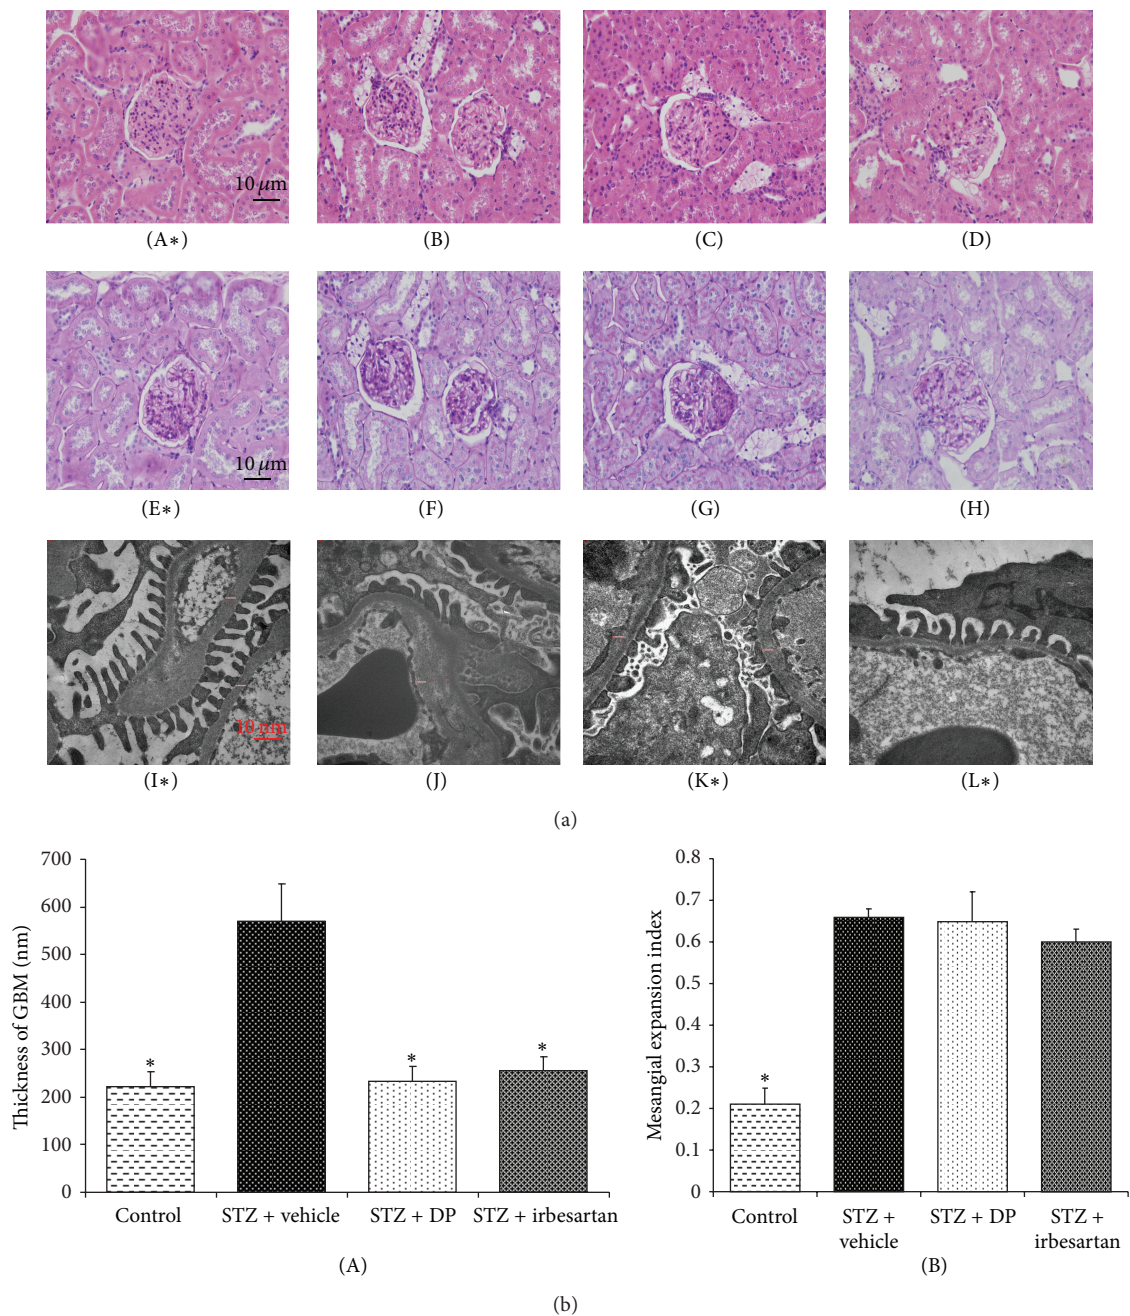 10 μm
(A∗)
(B)
(C)
(D)
10 μm
(E∗)
(F)
(G)
(H)
10 nm
(I∗)
(J)
(K∗)
(L∗)
(a)
700
600
500
400
300
200
100
0
Thickness of GBM (nm)
*
*
*
Control
STZ + vehicle
STZ + DP
STZ + irbesartan
(A)
0.8
0.7
0.6
0.5
0.4
0.3
0.2
0.1
0
Mesangial expansion index
*
Control
STZ +
vehicle
STZ + DP
STZ +
irbesartan
(B)
(b)